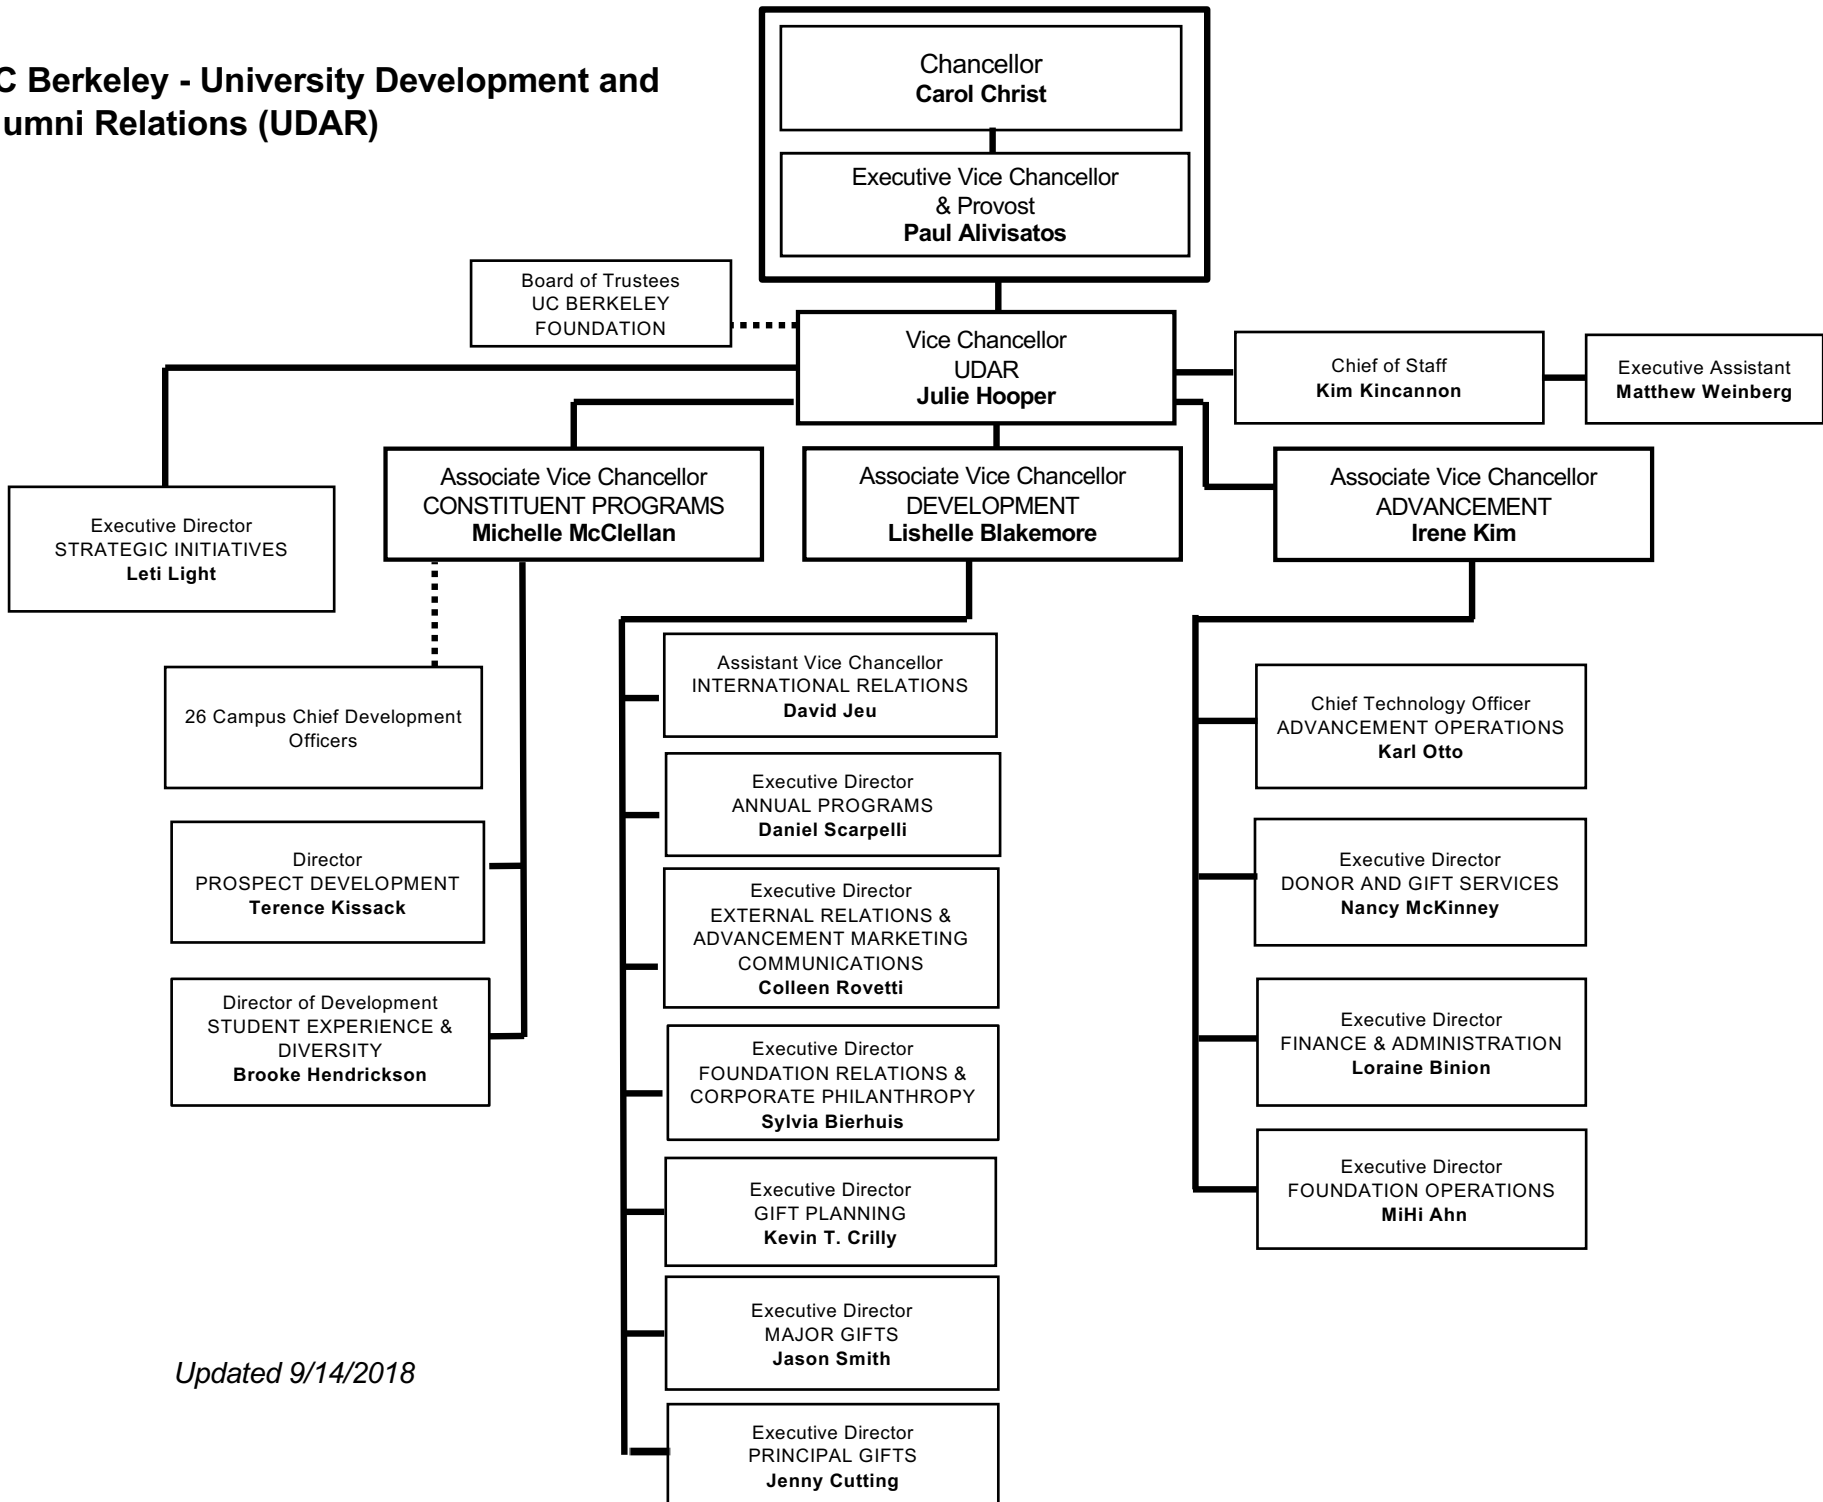 C Berkeley - University Development and
lumni Relations (UDAR)
Chancellor
Carol Christ
Executive Vice Chancellor
& Provost
Paul Alivisatos
Board of Trustees
UC BERKELEY
FOUNDATION
Vice Chancellor
UDAR
Julie Hooper
Chief of Staff
Kim Kincannon
Executive Assistant
Matthew Weinberg
Executive Director
STRATEGIC INITIATIVES
Leti Light
Associate Vice Chancellor
CONSTITUENT PROGRAMS
Michelle McClellan
Associate Vice Chancellor
DEVELOPMENT
Lishelle Blakemore
Associate Vice Chancellor
ADVANCEMENT
Irene Kim
26 Campus Chief Development
Officers
Director
PROSPECT DEVELOPMENT
Terence Kissack
Director of Development
STUDENT EXPERIENCE &
DIVERSITY
Brooke Hendrickson
Assistant Vice Chancellor
INTERNATIONAL RELATIONS
David Jeu
Executive Director
ANNUAL PROGRAMS
Daniel Scarpelli
Executive Director
EXTERNAL RELATIONS &
ADVANCEMENT MARKETING
COMMUNICATIONS
Colleen Rovetti
Executive Director
FOUNDATION RELATIONS &
CORPORATE PHILANTHROPY
Sylvia Bierhuis
Executive Director
GIFT PLANNING
Kevin T. Crilly
Executive Director
MAJOR GIFTS
Jason Smith
Executive Director
PRINCIPAL GIFTS
Jenny Cutting
Chief Technology Officer
ADVANCEMENT OPERATIONS
Karl Otto
Executive Director
DONOR AND GIFT SERVICES
Nancy McKinney
Executive Director
FINANCE & ADMINISTRATION
Loraine Binion
Executive Director
FOUNDATION OPERATIONS
MiHi Ahn
Updated 9/14/2018